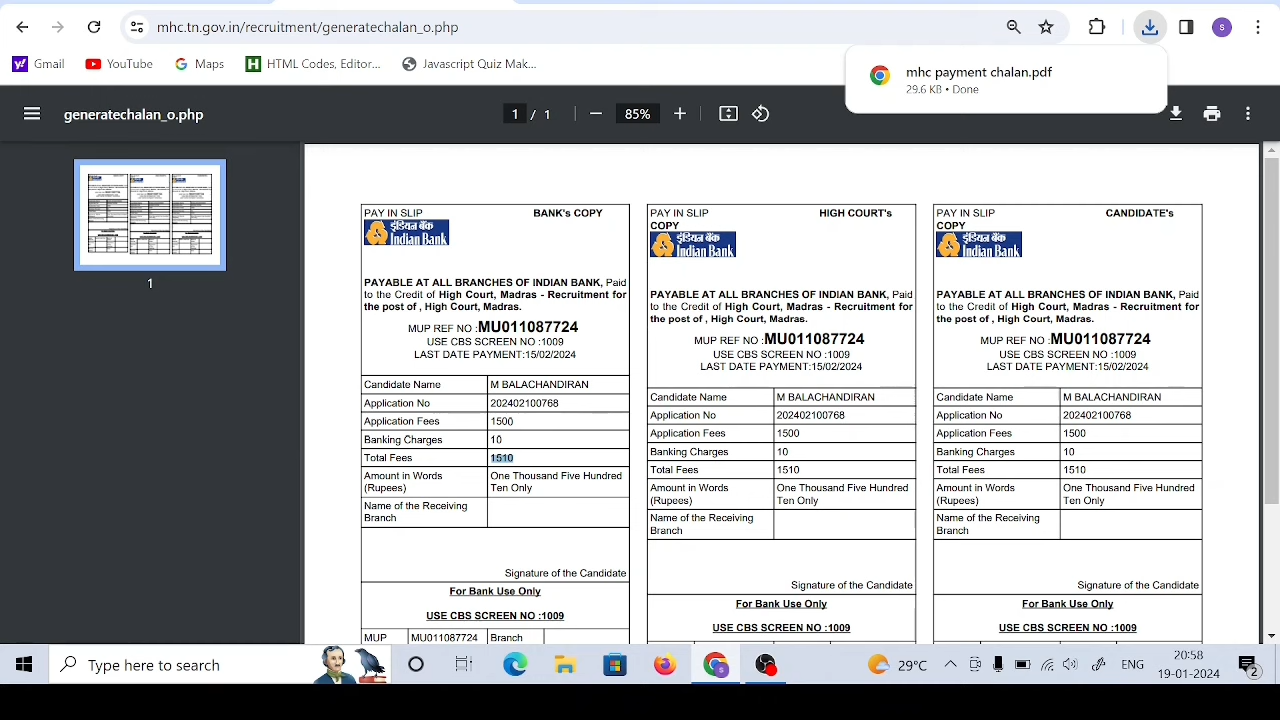 mhc.tn.gov.in/recruitment/generatechalan_o.php
S
Gmail
YouTube
Maps
HTML Codes, Editor...
Javascript Quiz Mak...
mhc payment chalan.pdf
29.6 KB • Done
generatechalan_o.php
1 / 1
85%
1
PAY IN SLIP BANK's COPY
इंडियन बैंक
Indian Bank
PAYABLE AT ALL BRANCHES OF INDIAN BANK, Paid
to the Credit of High Court, Madras - Recruitment for
the post of , High Court, Madras.
MUP REF NO :MU011087724
USE CBS SCREEN NO :1009
LAST DATE PAYMENT:15/02/2024
Candidate Name M BALACHANDIRAN
Application No 202402100768
Application Fees 1500
Banking Charges 10
Total Fees 1510
Amount in Words One Thousand Five Hundred
(Rupees) Ten Only
Name of the Receiving
Branch
Signature of the Candidate
For Bank Use Only
USE CBS SCREEN NO :1009
MUP MU011087724 Branch
PAY IN SLIP HIGH COURT's
COPY
इंडियन बैंक
Indian Bank
PAYABLE AT ALL BRANCHES OF INDIAN BANK, Paid
to the Credit of High Court, Madras - Recruitment for
the post of , High Court, Madras.
MUP REF NO :MU011087724
USE CBS SCREEN NO :1009
LAST DATE PAYMENT:15/02/2024
Candidate Name M BALACHANDIRAN
Application No 202402100768
Application Fees 1500
Banking Charges 10
Total Fees 1510
Amount in Words One Thousand Five Hundred
(Rupees) Ten Only
Name of the Receiving
Branch
Signature of the Candidate
For Bank Use Only
USE CBS SCREEN NO :1009
PAY IN SLIP CANDIDATE's
COPY
इंडियन बैंक
Indian Bank
PAYABLE AT ALL BRANCHES OF INDIAN BANK, Paid
to the Credit of High Court, Madras - Recruitment for
the post of , High Court, Madras.
MUP REF NO :MU011087724
USE CBS SCREEN NO :1009
LAST DATE PAYMENT:15/02/2024
Candidate Name M BALACHANDIRAN
Application No 202402100768
Application Fees 1500
Banking Charges 10
Total Fees 1510
Amount in Words One Thousand Five Hundred
(Rupees) Ten Only
Name of the Receiving
Branch
Signature of the Candidate
For Bank Use Only
USE CBS SCREEN NO :1009
Type here to search
29°C
ENG
20:58
19-01-2024
2